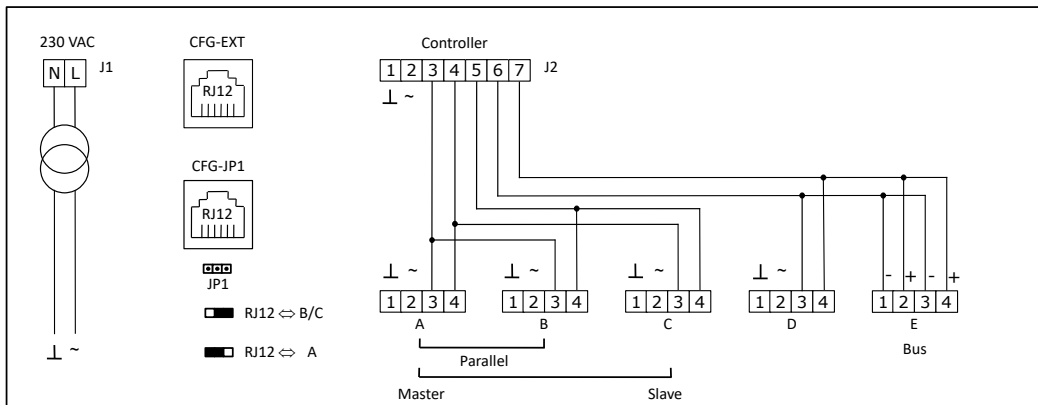 230 VAC
N L J1
⊥ ~
CFG-EXT
RJ12
CFG-JP1
RJ12
JP1
RJ12 ⇔ B/C
RJ12 ⇔ A
Controller
1 2 3 4 5 6 7 J2
⊥ ~
⊥ ~
1 2 3 4
A
⊥ ~
1 2 3 4
B
⊥ ~
1 2 3 4
C
⊥ ~
1 2 3 4
D
- + - +
1 2 3 4
E
Bus
Parallel
Master Slave